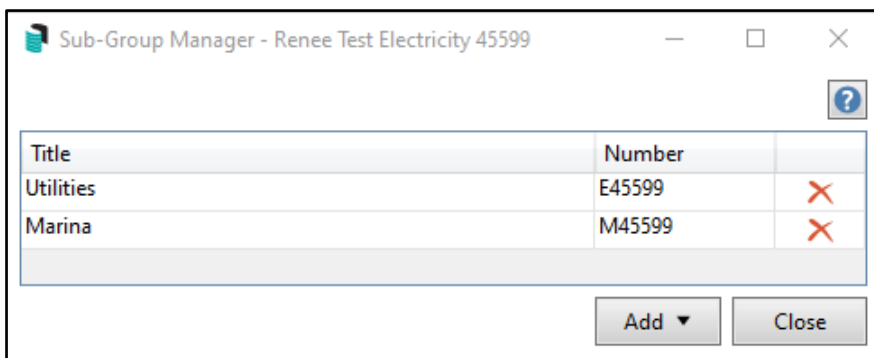 Sub-Group Manager - Renee Test Electricity 45599
?
Title Number
Utilities E45599
Marina M45599
Add Close